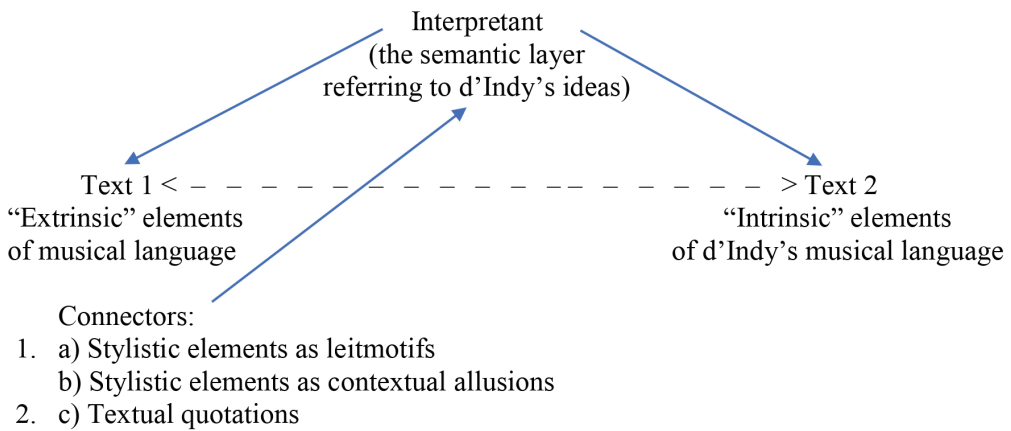 Interpretant
(the semantic layer
referring to d’Indy’s ideas)
Text 1 < – – – – – – – – – – – –– – – – – – – > Text 2
“Extrinsic” elements
of musical language
“Intrinsic” elements
of d’Indy’s musical language
Connectors:
1. a) Stylistic elements as leitmotifs
b) Stylistic elements as contextual allusions
2. c) Textual quotations